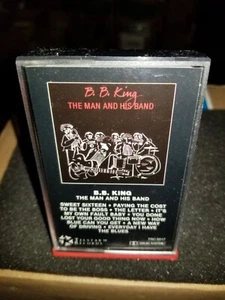 B. B. King
THE MAN AND HIS BAND
B.B. KING
THE MAN AND HIS BAND
SWEET SIXTEEN • PAYING THE COST
TO BE THE BOSS • THE LETTER • IT'S
MY OWN FAULT BABY • YOU DONE
LOST YOUR GOOD THING NOW • HOW
BLUE CAN YOU GET • A NEW WAY
OF DRIVING • EVERYDAY I HAVE
THE BLUES
RECORDS